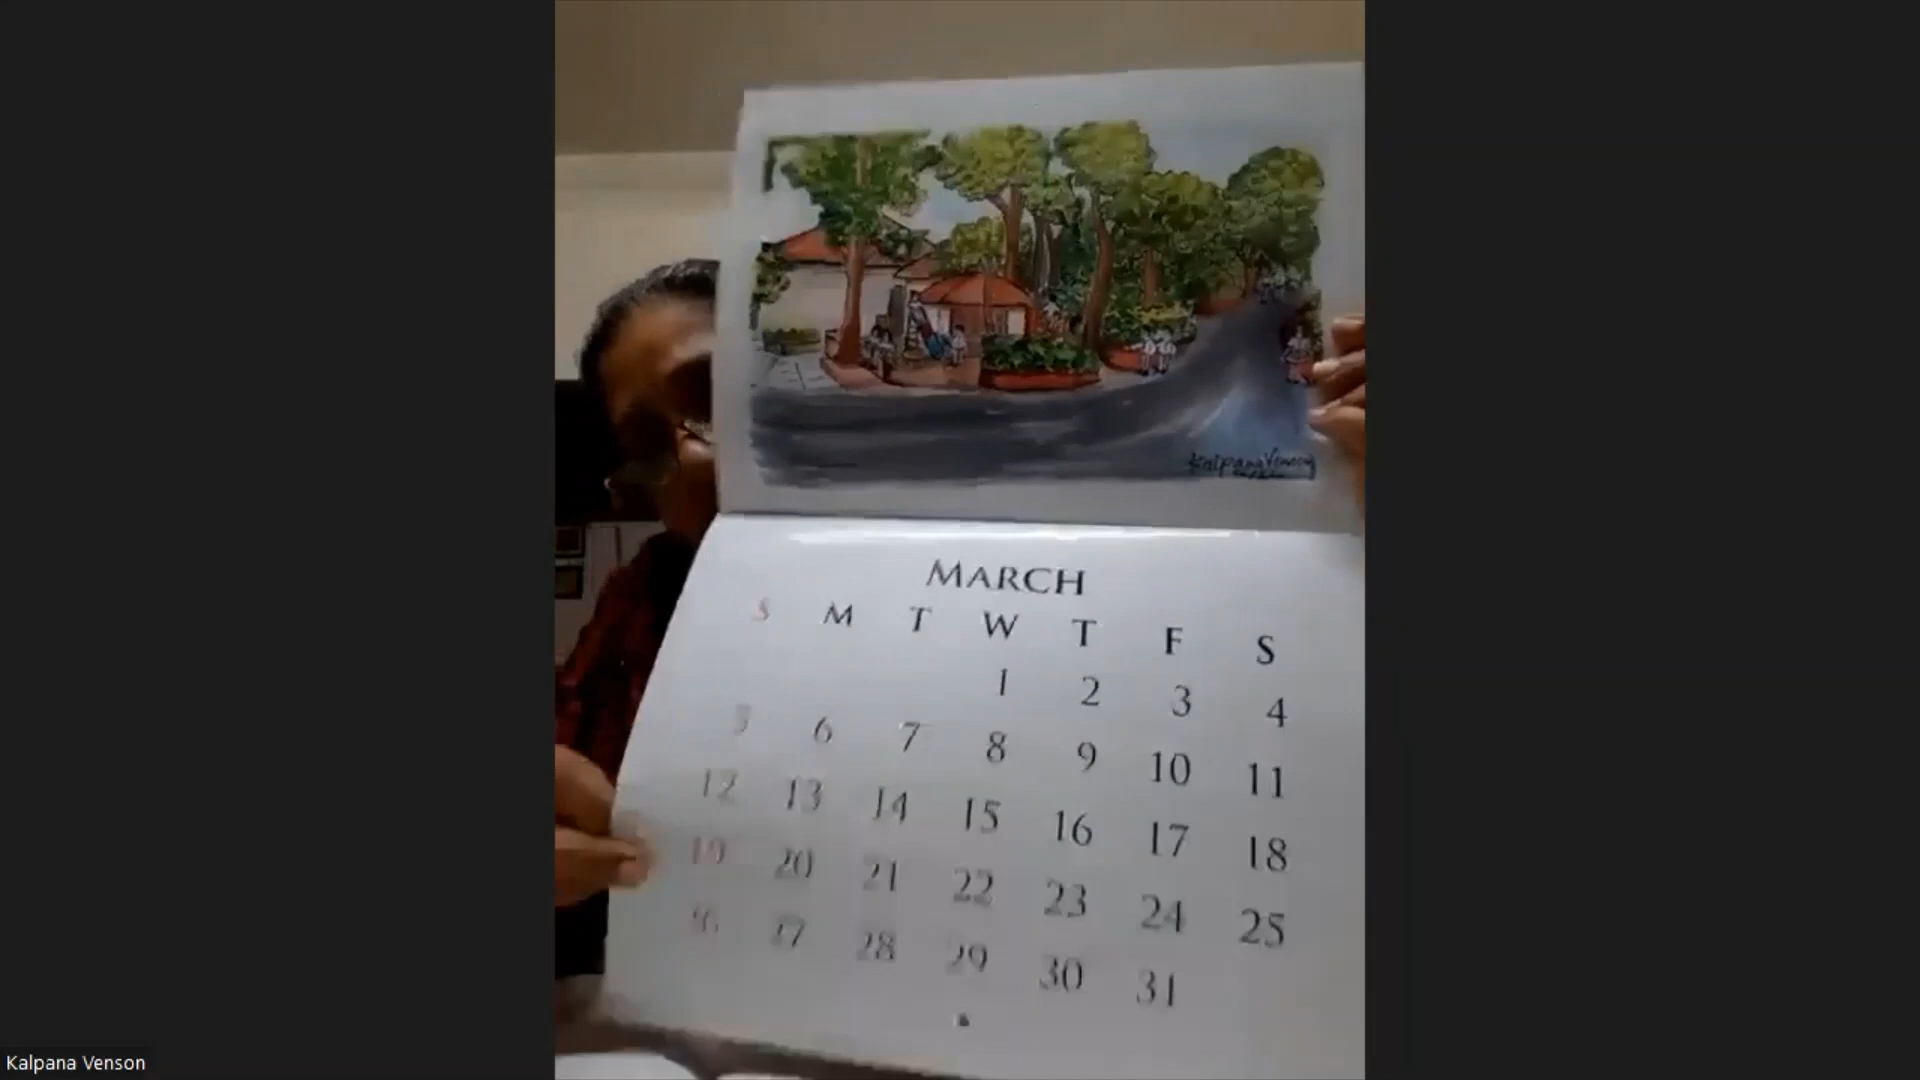 Kalpana Venson
MARCH
S M T W T F S
1 2 3 4
5 6 7 8 9 10 11
12 13 14 15 16 17 18
19 20 21 22 23 24 25
26 27 28 29 30 31
Kalpana Venson